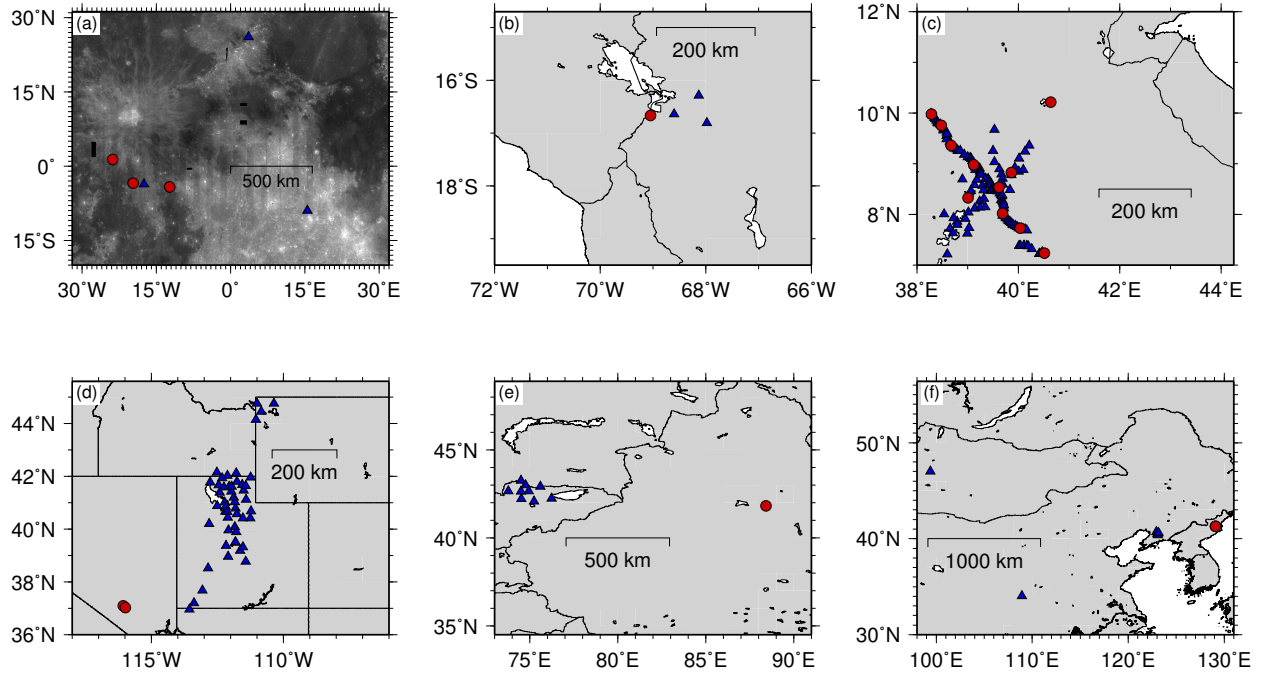 (a)
30°N
15°N
0°
15°S
500 km
30°W 15°W 0° 15°E 30°E
(b)
200 km
16°S
18°S
72°W 70°W 68°W 66°W
(c)
12°N
10°N
8°N
200 km
38°E 40°E 42°E 44°E
(d)
44°N
42°N
40°N
38°N
36°N
200 km
115°W 110°W
(e)
45°N
40°N
35°N
500 km
75°E 80°E 85°E 90°E
(f)
50°N
40°N
30°N
1000 km
100°E 110°E 120°E 130°E